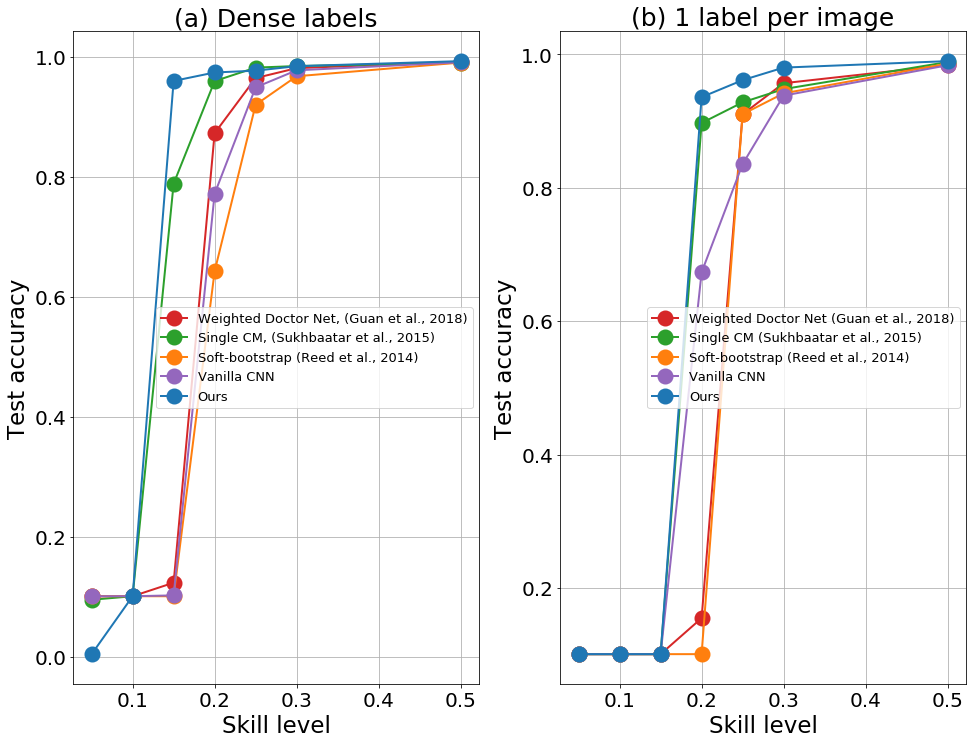 (a) Dense labels
Test accuracy
1.0
0.8
0.6
0.4
0.2
0.0
Weighted Doctor Net, (Guan et al., 2018)
Single CM, (Sukhbaatar et al., 2015)
Soft-bootstrap (Reed et al., 2014)
Vanilla CNN
Ours
0.1 0.2 0.3 0.4 0.5
Skill level
(b) 1 label per image
Test accuracy
1.0
0.8
0.6
0.4
0.2
Weighted Doctor Net (Guan et al., 2018)
Single CM (Sukhbaatar et al., 2015)
Soft-bootstrap (Reed et al., 2014)
Vanilla CNN
Ours
0.1 0.2 0.3 0.4 0.5
Skill level